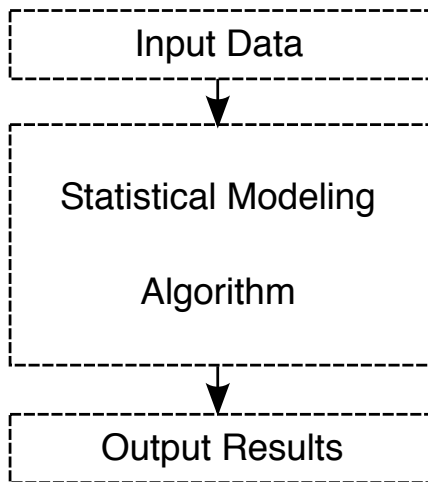 Input Data
Statistical Modeling
Algorithm
Output Results